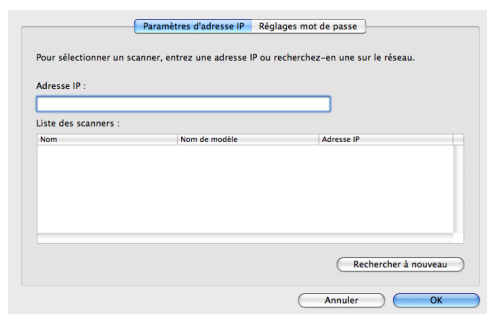 Paramètres d'adresse IP Réglages mot de passe
Pour sélectionner un scanner, entrez une adresse IP ou recherchez-en une sur le réseau.
Adresse IP :
Liste des scanners :
Nom Nom de modèle Adresse IP
Rechercher à nouveau
Annuler OK